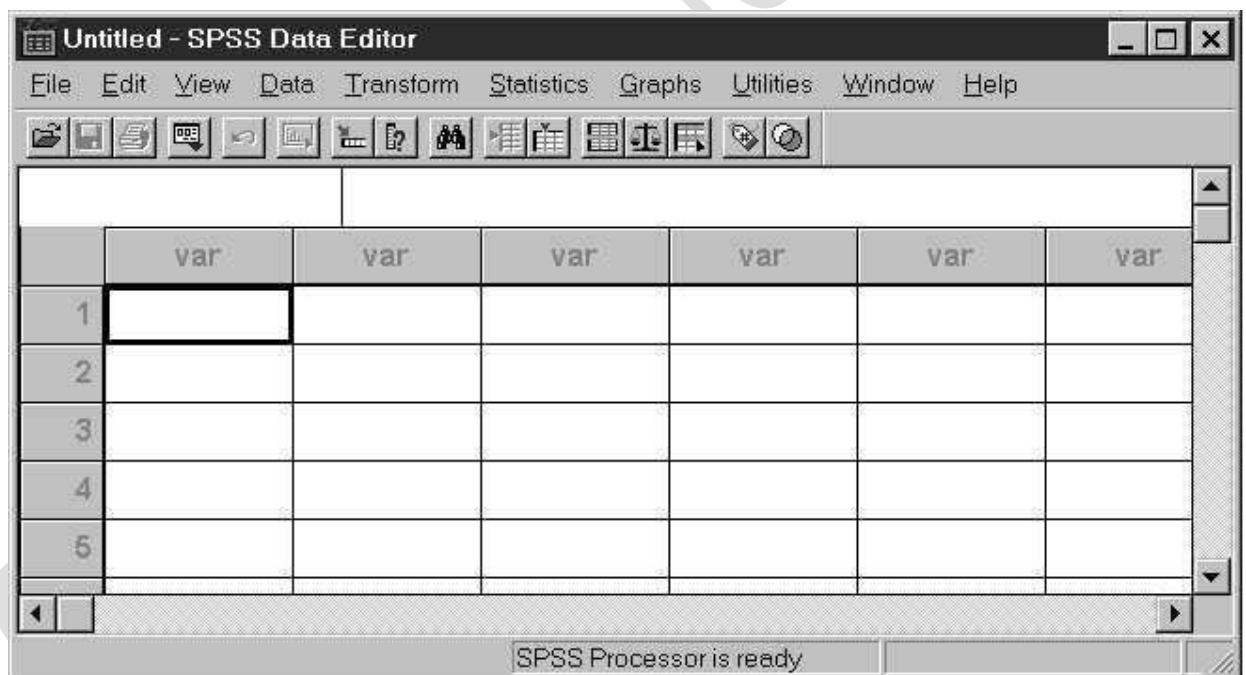 Untitled - SPSS Data Editor
File Edit View Data Transform Statistics Graphs Utilities Window Help
var var var var var var
1
2
3
4
5
SPSS Processor is ready